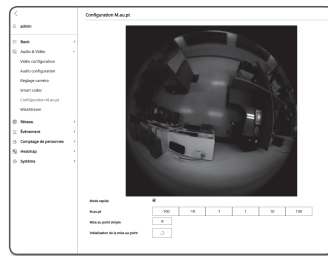 Configuration M.au.pt
admin
Basic
Audio & Vidéo
Vidéo configuration
Audio configuration
Réglage caméra
Smart codec
Configuration M.au.pt
WiseStream
Réseau
Événement
Comptage de personnes
Heatmap
Système
Mode rapide
M.au.pt
-100
-10
-1
1
10
100
Mise au point simple
Initialisation de la mise au point